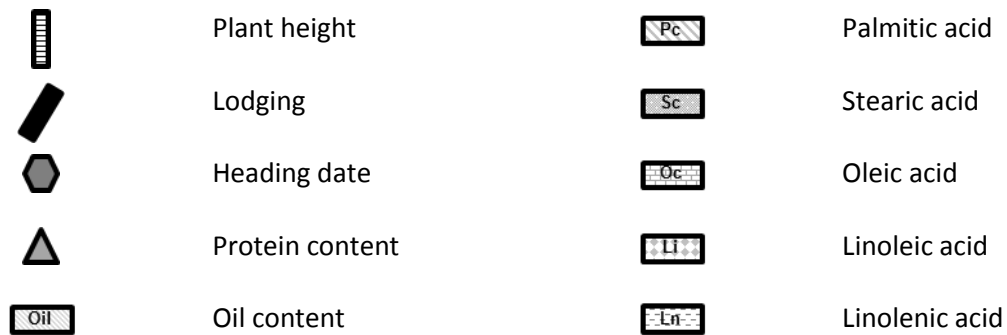 Plant height
Pc Palmitic acid
Lodging
Sc Stearic acid
Heading date
Oc Oleic acid
Protein content
Li Linoleic acid
Oil Oil content
Ln Linolenic acid